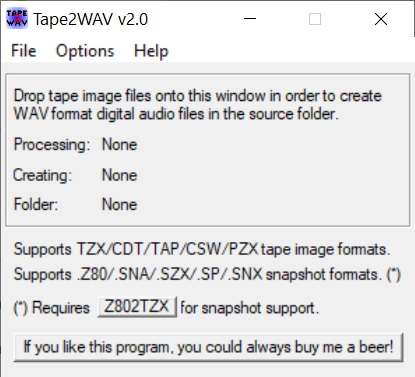 TAPE 2 WAV
Tape2WAV v2.0
File Options Help
Drop tape image files onto this window in order to create
WAV format digital audio files in the source folder.
Processing: None
Creating: None
Folder: None
Supports TZX/CDT/TAP/CSW/PZX tape image formats.
Supports .Z80/.SNA/.SZX/.SP/.SNX snapshot formats. (*)
(*) Requires Z802TZX for snapshot support.
If you like this program, you could always buy me a beer!